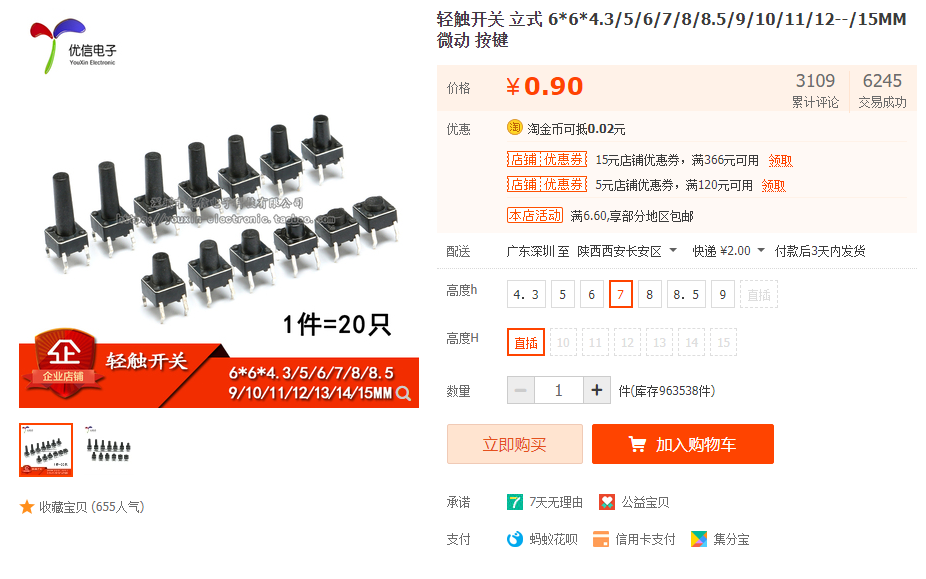 优信电子
YouXin Electronic
1件=20只
企
企业店铺
轻触开关
6*6*4.3/5/6/7/8/8.5
9/10/11/12/13/14/15MM
收藏宝贝 (655人气)
轻触开关 立式 6*6*4.3/5/6/7/8/8.5/9/10/11/12--/15MM
微动 按键
价格 ¥0.90 3109 6245
累计评论 交易成功
优惠 淘 淘金币可抵0.02元
店铺 优惠券 15元店铺优惠券，满366元可用 领取
店铺 优惠券 5元店铺优惠券，满120元可用 领取
本店活动 满6.60,享部分地区包邮
配送 广东深圳 至 陕西西安长安区 快递 ¥2.00 付款后3天内发货
高度h 4.3 5 6 7 8 8.5 9 直插
高度H 直插 10 11 12 13 14 15
数量 − 1 + 件(库存963538件)
立即购买 加入购物车
承诺 7 7天无理由 公益宝贝
支付 蚂蚁花呗 信用卡支付 集分宝